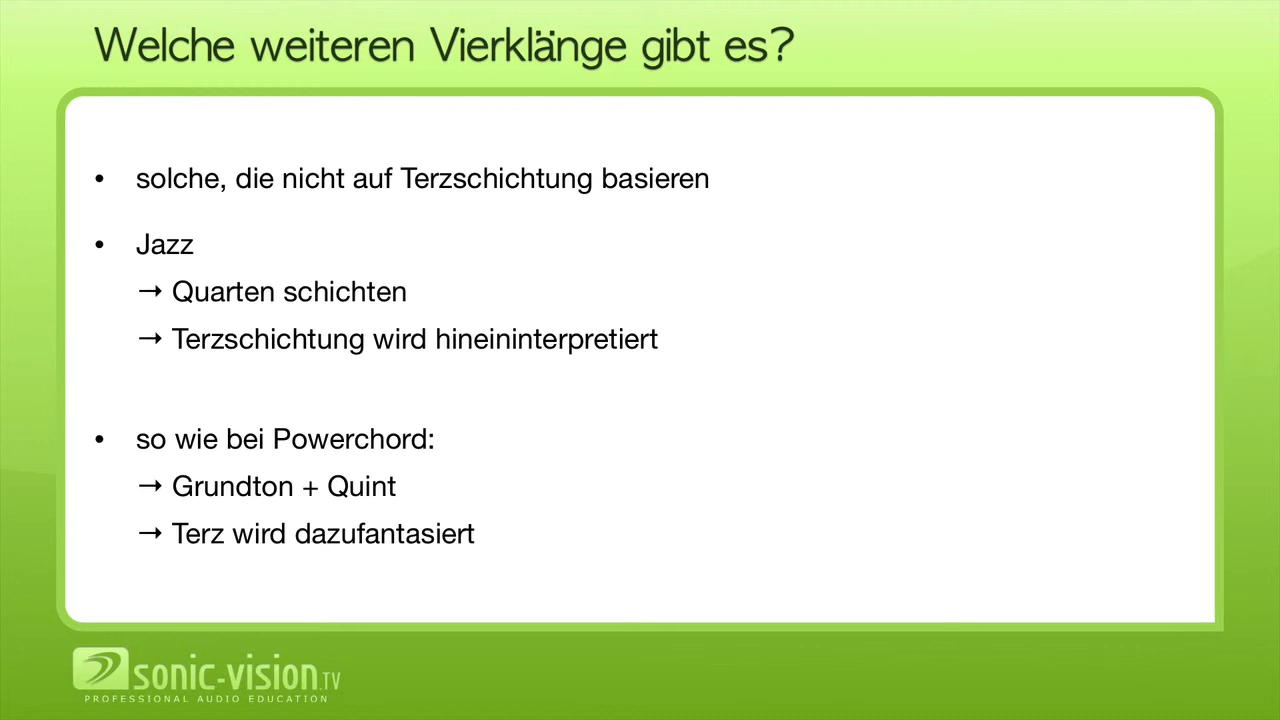 Welche weiteren Vierklänge gibt es?
• solche, die nicht auf Terzschichtung basieren
• Jazz
→ Quarten schichten
→ Terzschichtung wird hineininterpretiert
• so wie bei Powerchord:
→ Grundton + Quint
→ Terz wird dazufantasiert
sonic-vision.TV
PROFESSIONAL AUDIO EDUCATION